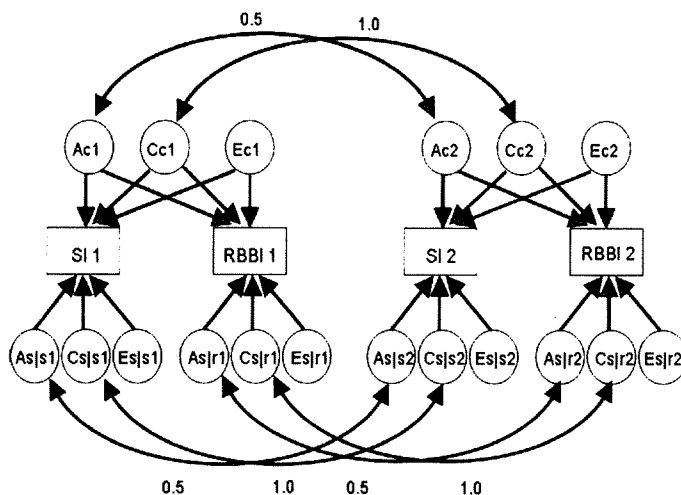 0.5
1.0
Ac1 Cc1 Ec1 Ac2 Cc2 Ec2
SI 1 RBBI 1 SI 2 RBBI 2
As|s1 Cs|s1 Es|s1 As|r1 Cs|r1 Es|r1 As|s2 Cs|s2 Es|s2 As|r2 Cs|r2 Es|r2
0.5 1.0 0.5 1.0